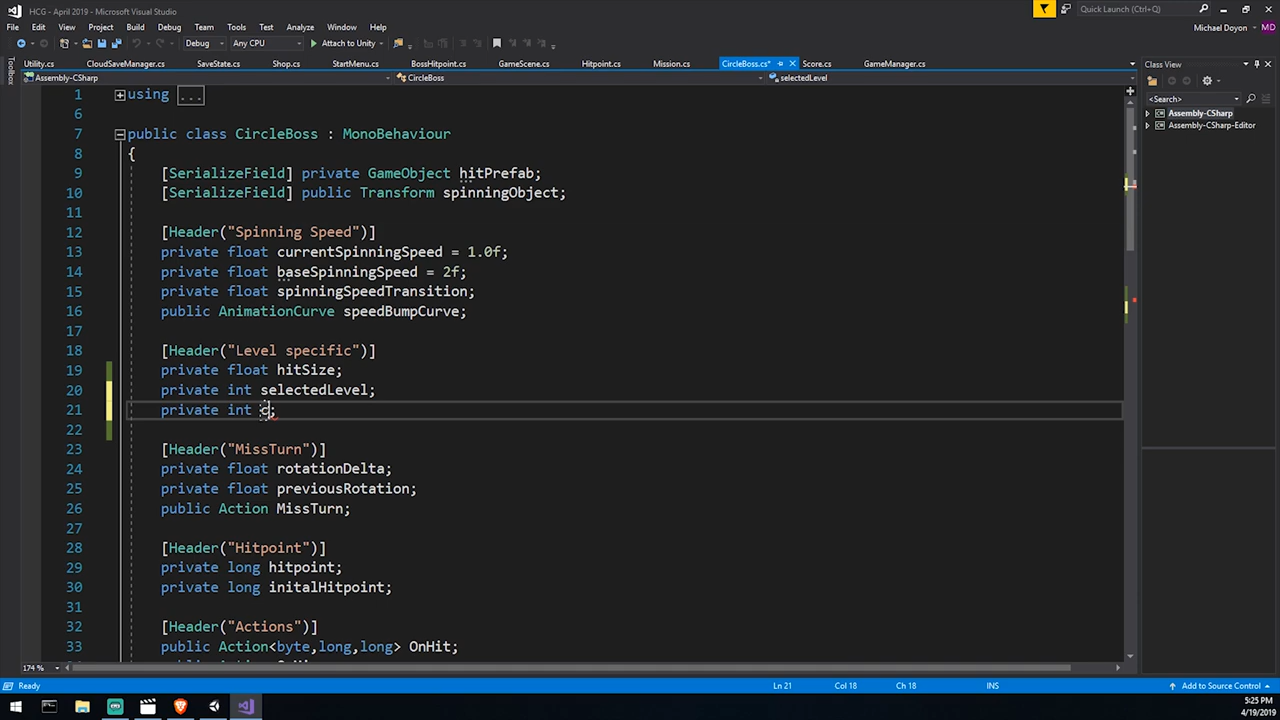 HCG - April 2019 - Microsoft Visual Studio
Quick Launch (Ctrl+Q)
File Edit View Project Build Debug Team Tools Test Analyze Window Help
Michael Doyon MD
Debug Any CPU Attach to Unity
Toolbox
Utility.cs CloudSaveManager.cs SaveState.cs Shop.cs StartMenu.cs BossHitpoint.cs GameScene.cs Hitpoint.cs Mission.cs CircleBoss.cs* Score.cs GameManager.cs
Class View
Assembly-CSharp CircleBoss selectedLevel
<Search>
Assembly-CSharp
Assembly-CSharp-Editor
1 using ...
6
7 public class CircleBoss : MonoBehaviour
8 {
9 [SerializeField] private GameObject hitPrefab;
10 [SerializeField] public Transform spinningObject;
11
12 [Header("Spinning Speed")]
13 private float currentSpinningSpeed = 1.0f;
14 private float baseSpinningSpeed = 2f;
15 private float spinningSpeedTransition;
16 public AnimationCurve speedBumpCurve;
17
18 [Header("Level specific")]
19 private float hitSize;
20 private int selectedLevel;
21 private int c;
22
23 [Header("MissTurn")]
24 private float rotationDelta;
25 private float previousRotation;
26 public Action MissTurn;
27
28 [Header("Hitpoint")]
29 private long hitpoint;
30 private long initalHitpoint;
31
32 [Header("Actions")]
33 public Action<byte,long,long> OnHit;
174 %
Ready Ln 21 Col 18 Ch 18 INS Add to Source Control
5:25 PM
4/19/2019